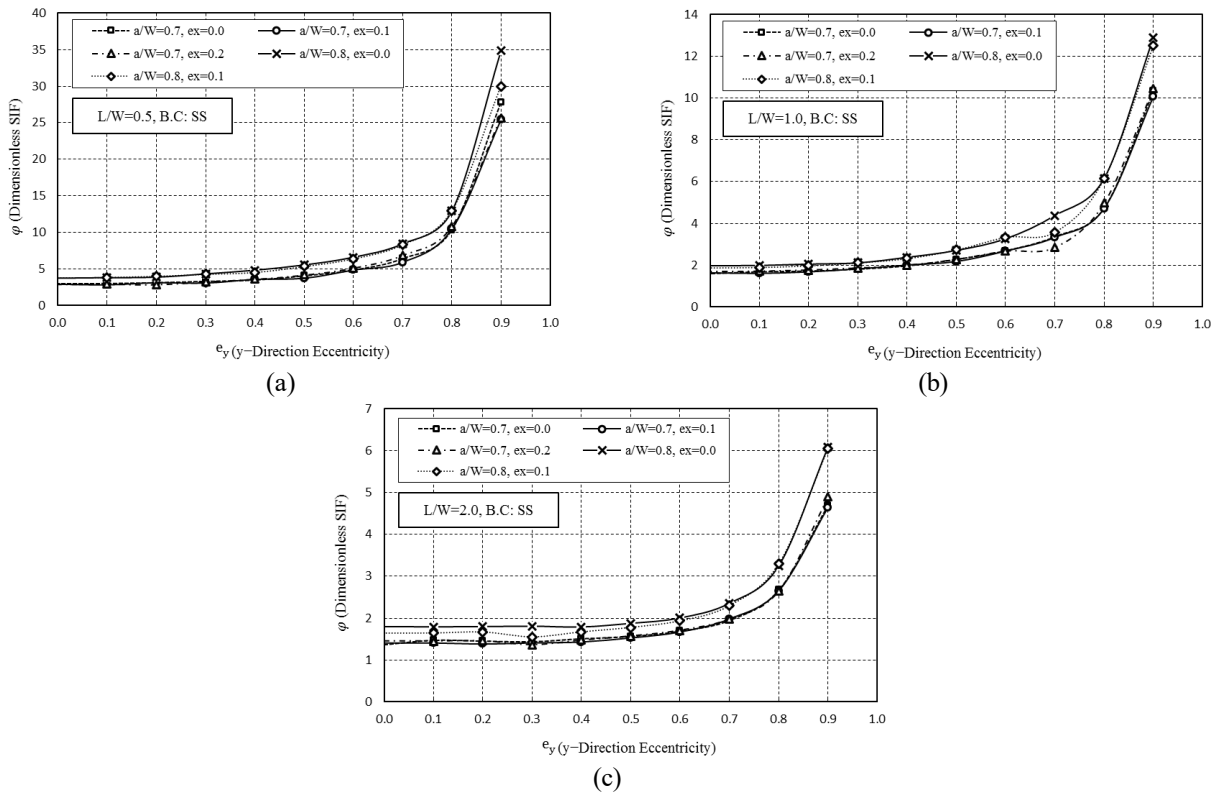 40
35
30
25
20
15
10
5
0
φ (Dimensionless SIF)
a/W=0.7, ex=0.0
a/W=0.7, ex=0.1
a/W=0.7, ex=0.2
a/W=0.8, ex=0.0
a/W=0.8, ex=0.1
L/W=0.5, B.C: SS
0.0 0.1 0.2 0.3 0.4 0.5 0.6 0.7 0.8 0.9 1.0
ey (y−Direction Eccentricity)
(a)
14
12
10
8
6
4
2
0
φ (Dimensionless SIF)
a/W=0.7, ex=0.0
a/W=0.7, ex=0.1
a/W=0.7, ex=0.2
a/W=0.8, ex=0.0
a/W=0.8, ex=0.1
L/W=1.0, B.C: SS
0.0 0.1 0.2 0.3 0.4 0.5 0.6 0.7 0.8 0.9 1.0
ey (y−Direction Eccentricity)
(b)
7
6
5
4
3
2
1
0
φ (Dimensionless SIF)
a/W=0.7, ex=0.0
a/W=0.7, ex=0.1
a/W=0.7, ex=0.2
a/W=0.8, ex=0.0
a/W=0.8, ex=0.1
L/W=2.0, B.C: SS
0.0 0.1 0.2 0.3 0.4 0.5 0.6 0.7 0.8 0.9 1.0
ey (y−Direction Eccentricity)
(c)